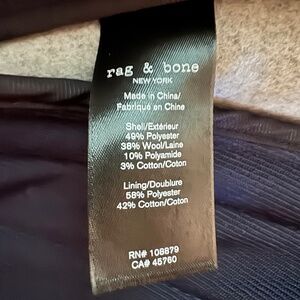 rag & bone
NEW YORK
Made in China/
Fabriqué en Chine
Shell/Extérieur
49% Polyester
38% Wool/Laine
10% Polyamide
3% Cotton/Coton
Lining/Doublure
58% Polyester
42% Cotton/Coton
RN# 108879
CA# 45760